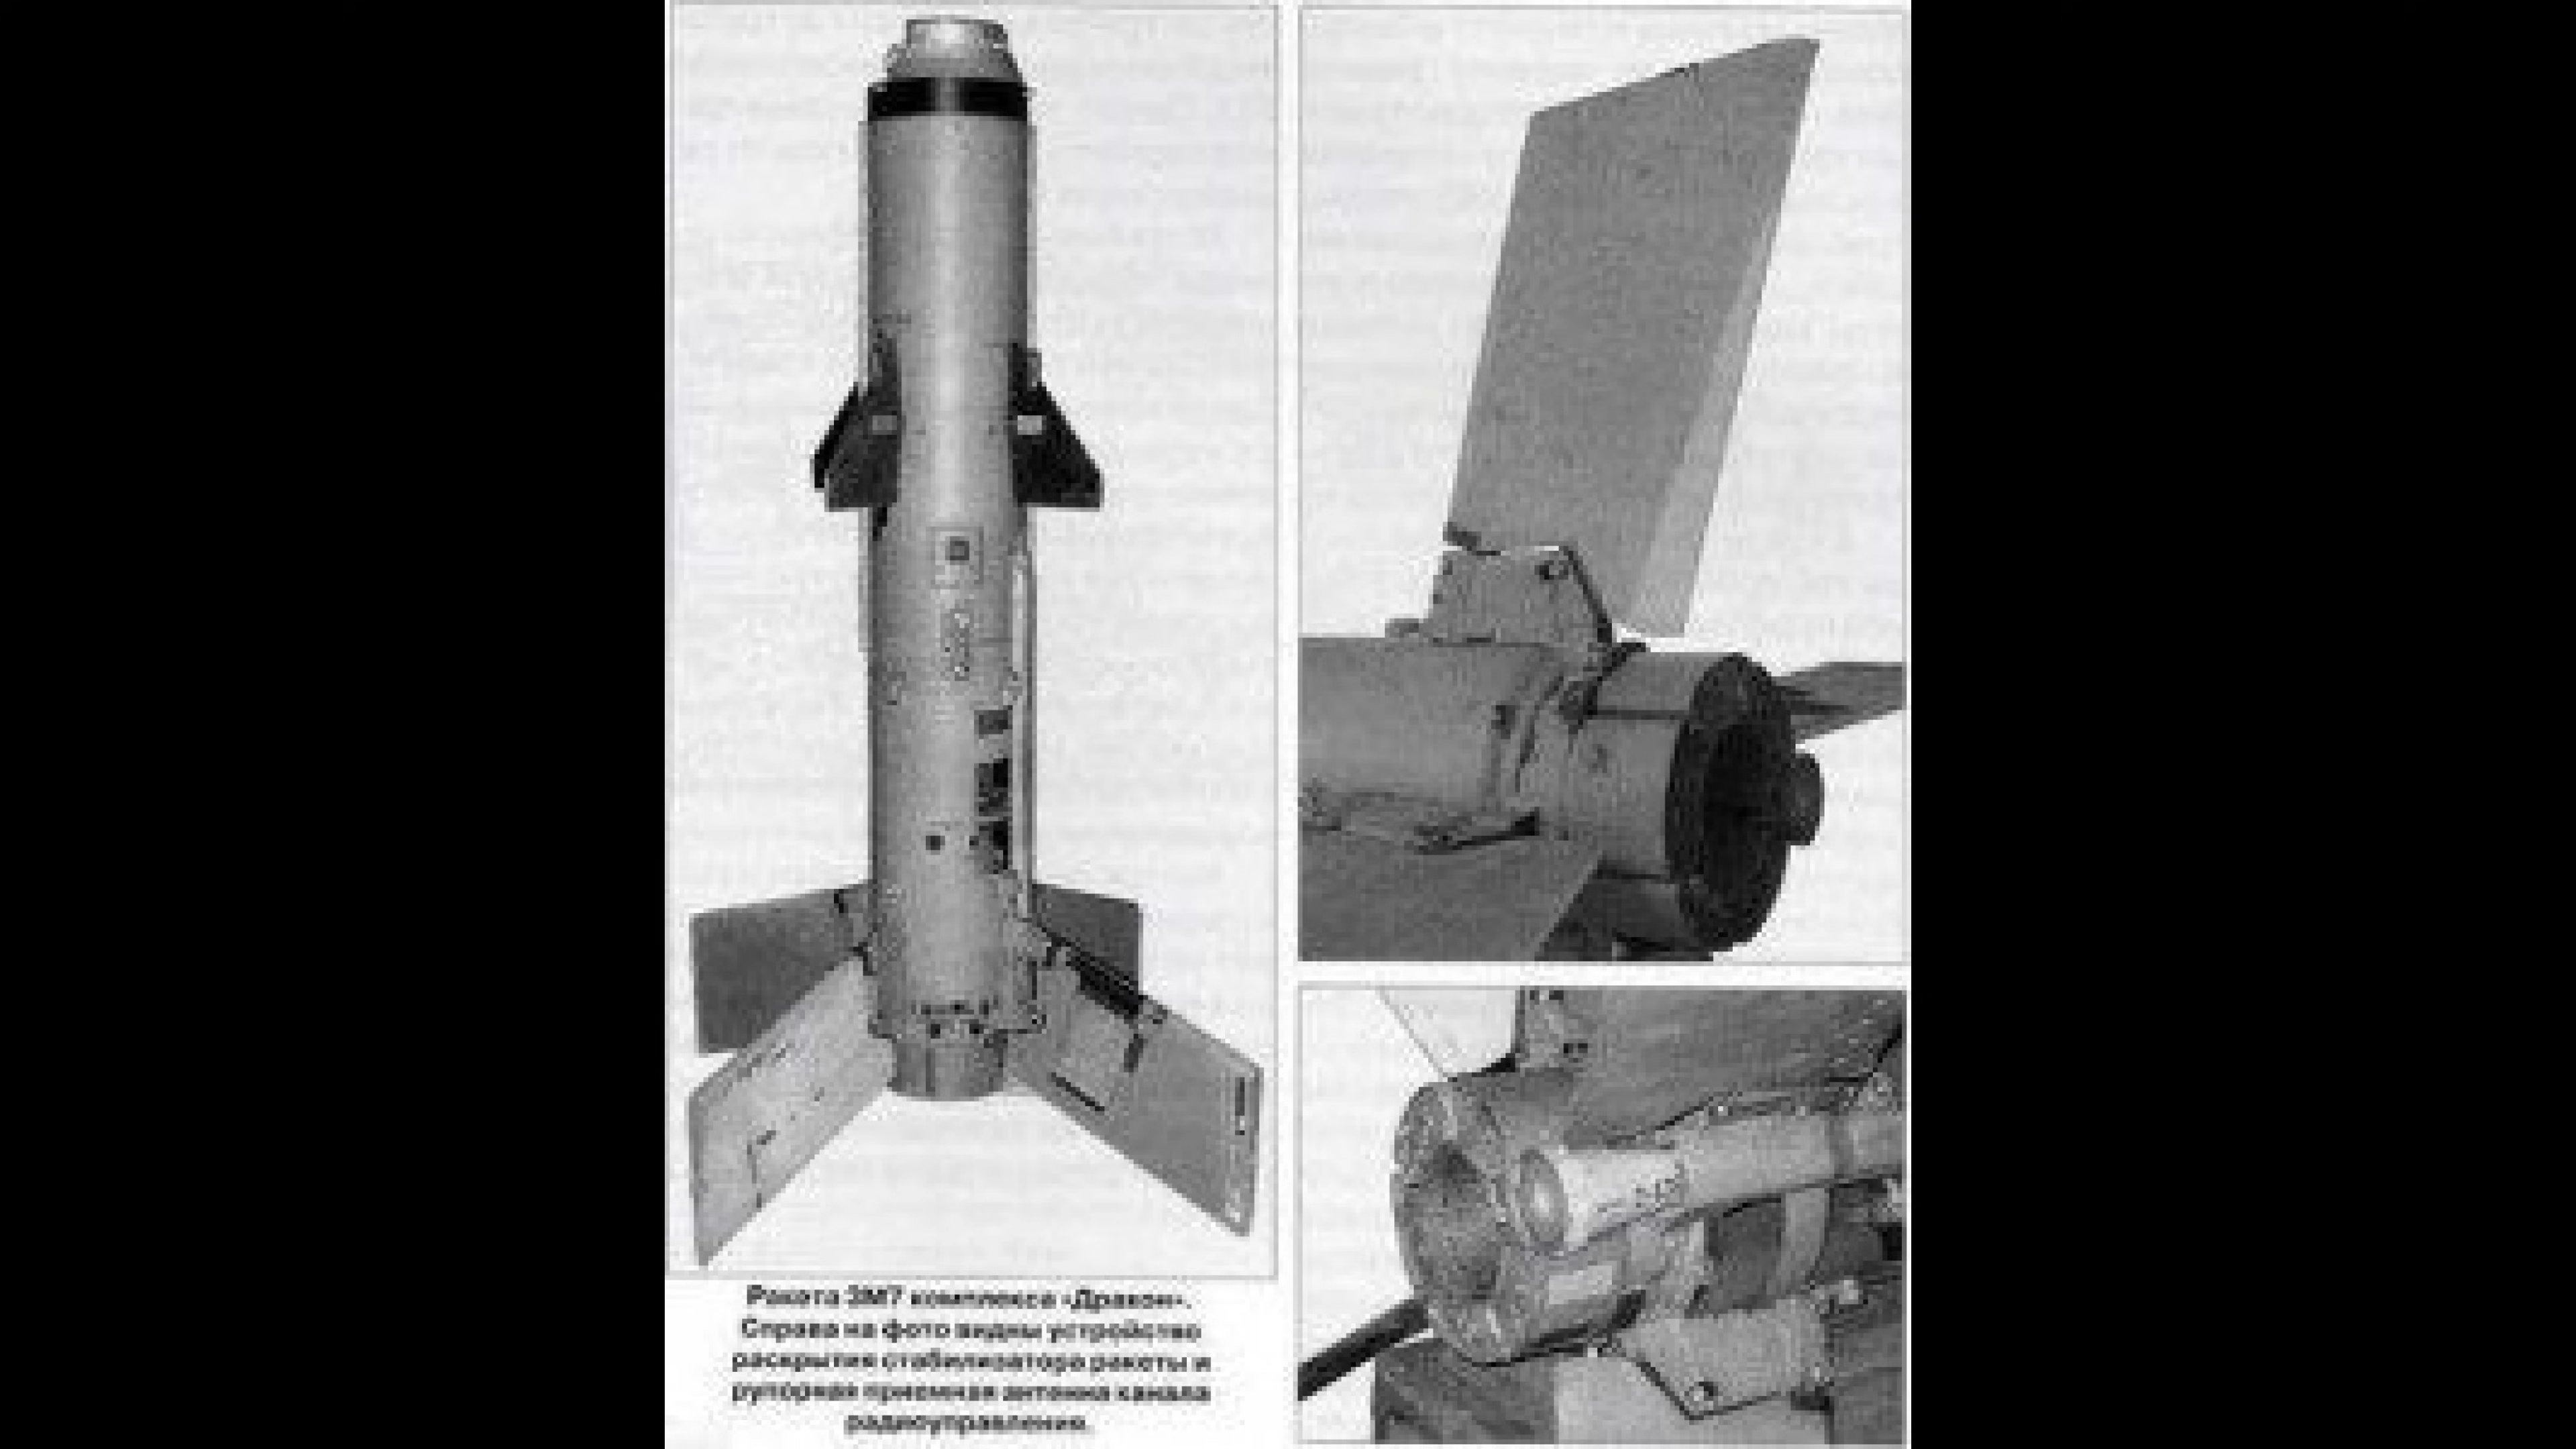 Ракета 3М7 комплекса «Дракон».
Справа на фото видны устройство
раскрытия стабилизатора ракеты и
рупорная приемная антенна канала
радиоуправления.